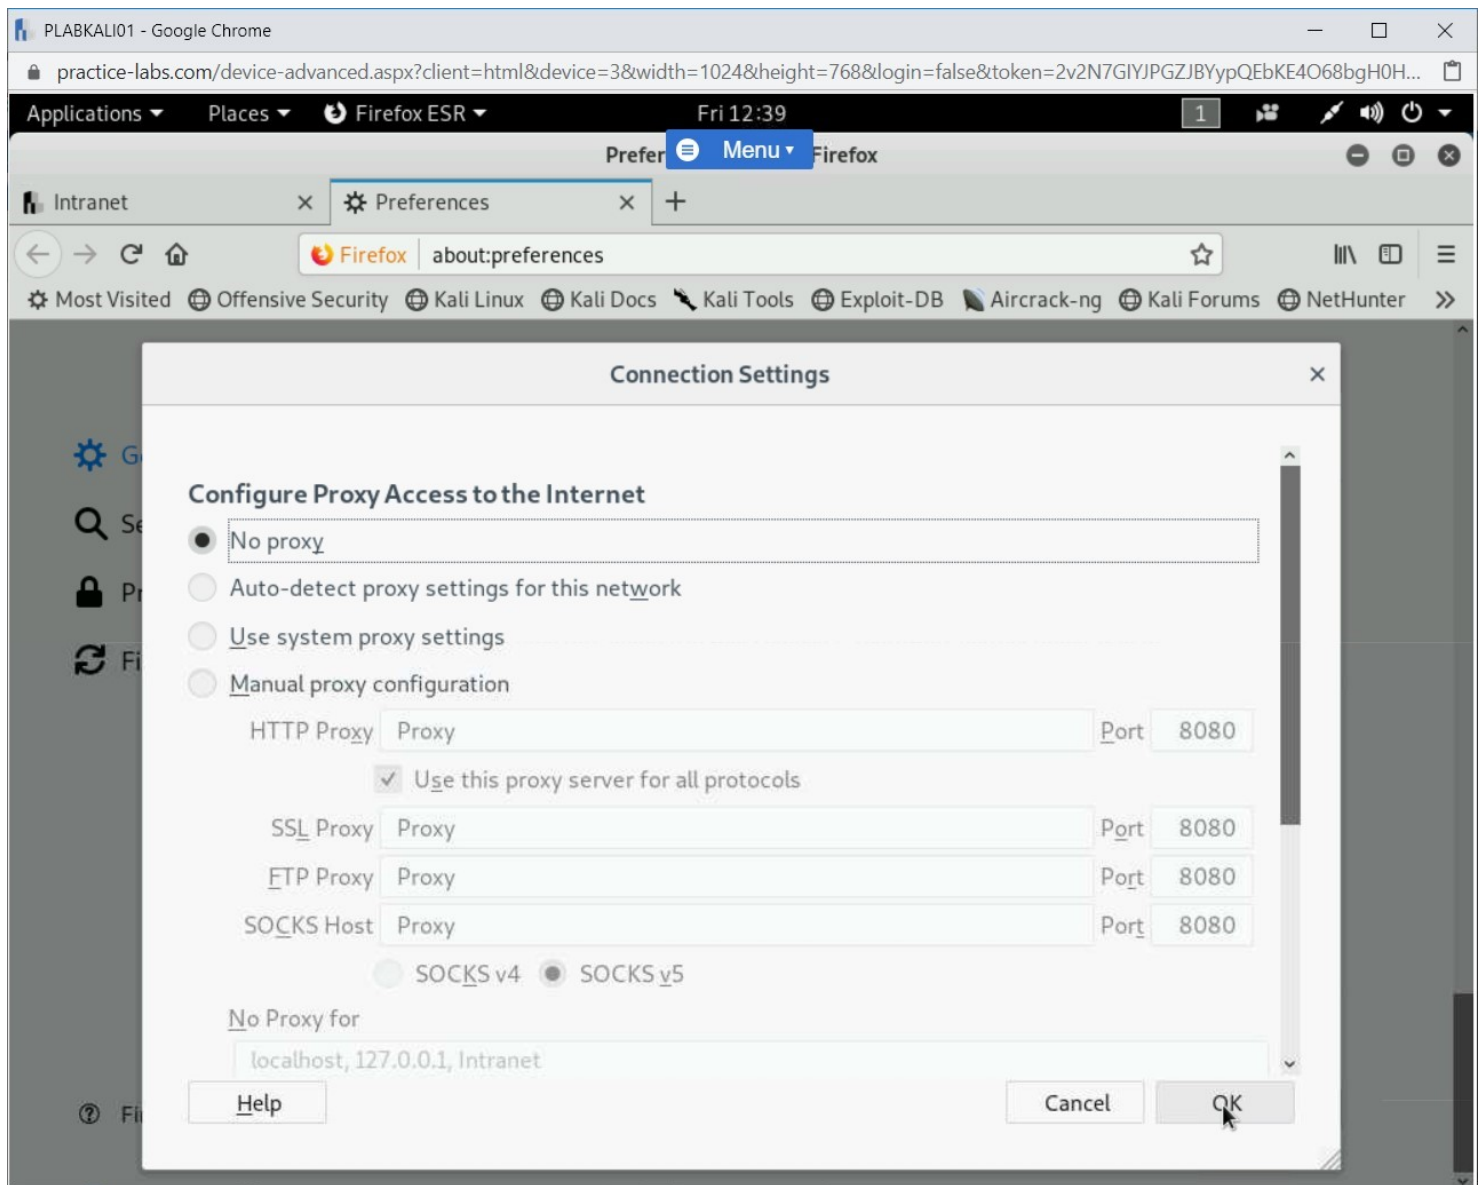 PLABKALI01 - Google Chrome
practice-labs.com/device-advanced.aspx?client=html&device=3&width=1024&height=768&login=false&token=2v2N7GIYJPGZJBYypQEbKE4O68bgH0H...
Applications Places Firefox ESR Fri 12:39 1
Prefer Menu Firefox
Intranet Preferences
Firefox about:preferences
Most Visited Offensive Security Kali Linux Kali Docs Kali Tools Exploit-DB Aircrack-ng Kali Forums NetHunter
Connection Settings
Ge
Configure Proxy Access to the Internet
Se
No proxy
Pr
Auto-detect proxy settings for this network
Use system proxy settings
Fi
Manual proxy configuration
HTTP Proxy Proxy Port 8080
Use this proxy server for all protocols
SSL Proxy Proxy Port 8080
FTP Proxy Proxy Port 8080
SOCKS Host Proxy Port 8080
SOCKS v4 SOCKS v5
No Proxy for
localhost, 127.0.0.1, Intranet
Fi
Help Cancel OK